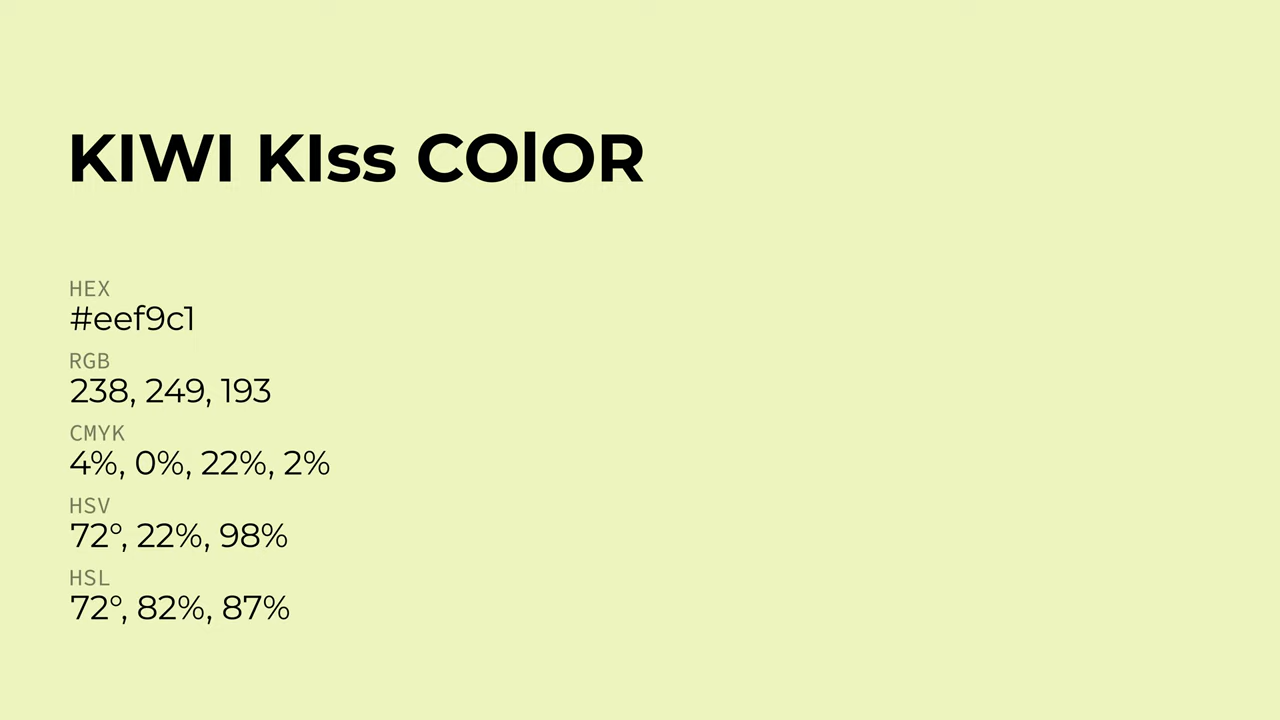 KIWI KIss COlOR
HEX
#eef9c1
RGB
238, 249, 193
CMYK
4%, 0%, 22%, 2%
HSV
72°, 22%, 98%
HSL
72°, 82%, 87%